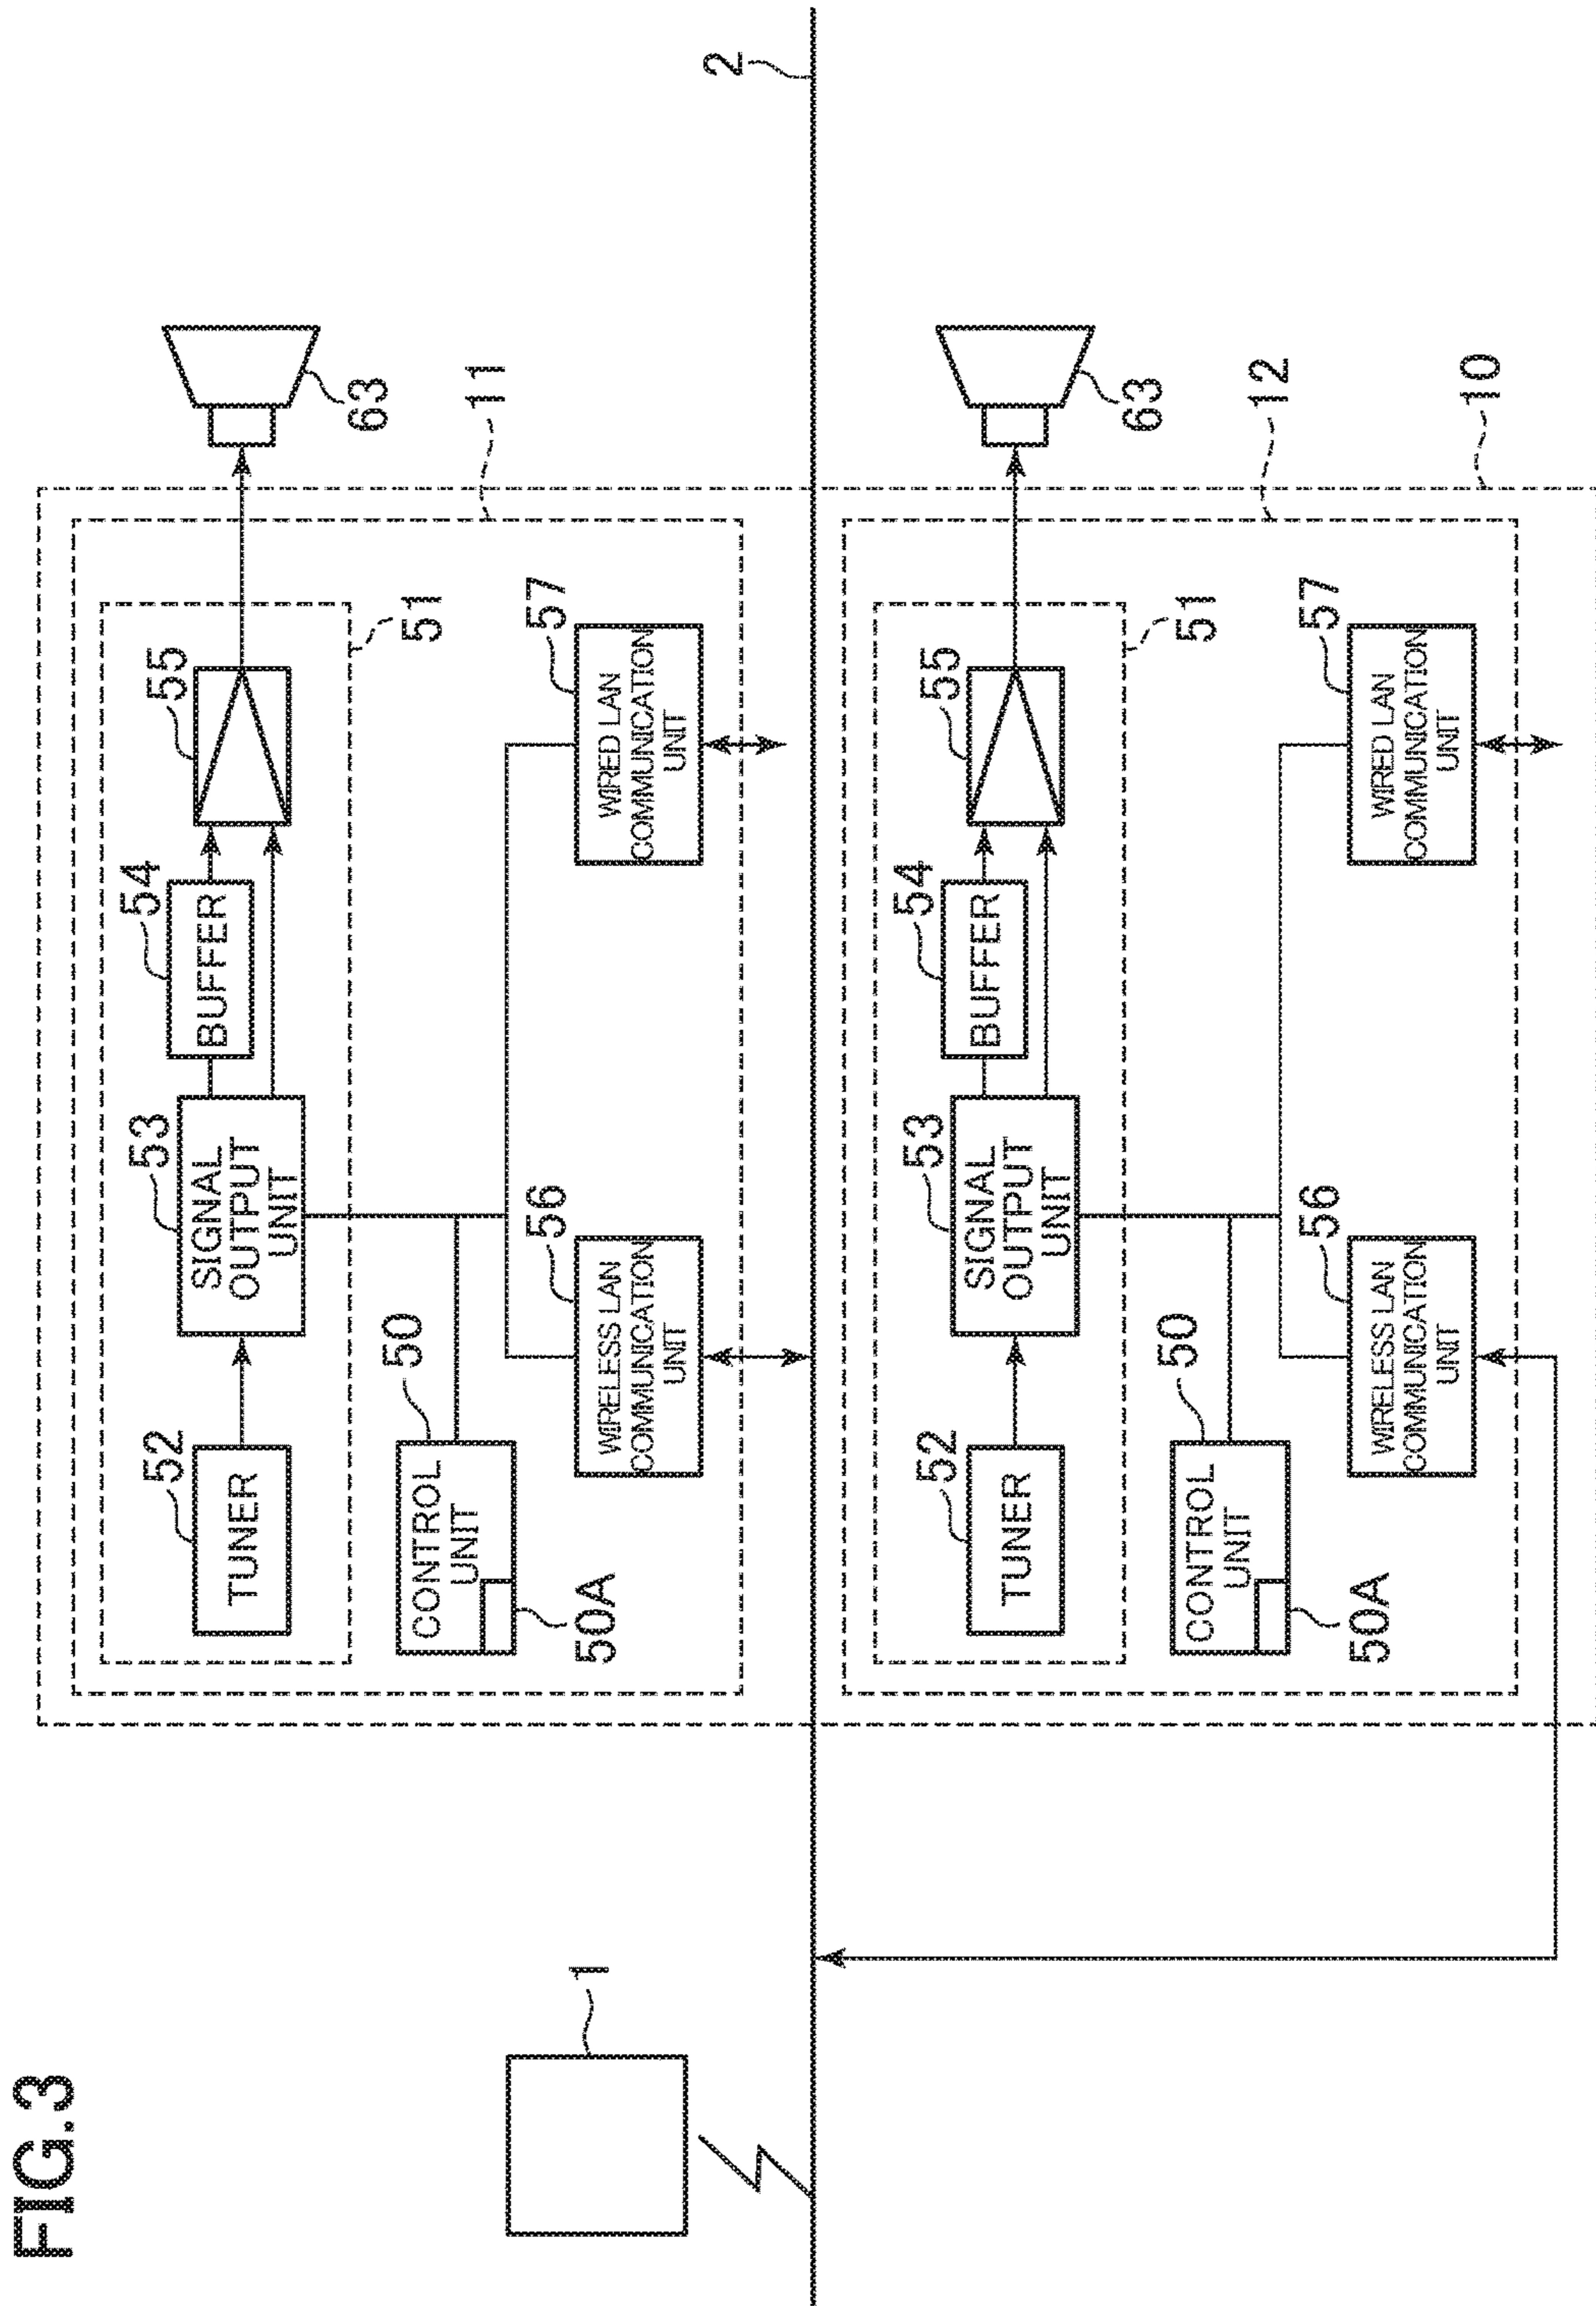 FIG.3
1
2
10
11
51
52
TUNER
53
SIGNAL
OUTPUT
UNIT
54
BUFFER
55
63
50
CONTROL
UNIT
50A
56
WIRELESS LAN
COMMUNICATION
UNIT
57
WIRED LAN
COMMUNICATION
UNIT
12
51
52
TUNER
53
SIGNAL
OUTPUT
UNIT
54
BUFFER
55
63
50
CONTROL
UNIT
50A
56
WIRELESS LAN
COMMUNICATION
UNIT
57
WIRED LAN
COMMUNICATION
UNIT